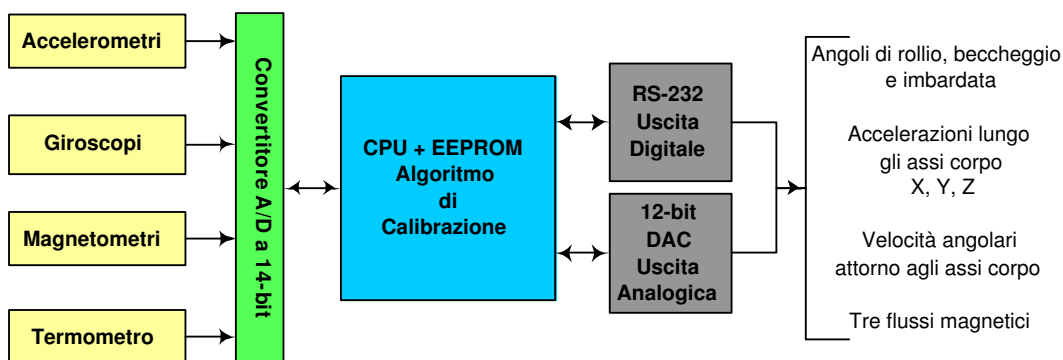 Accelerometri
Giroscopi
Magnetometri
Termometro
Convertitore A/D a 14-bit
CPU + EEPROM
Algoritmo
di
Calibrazione
RS-232
Uscita
Digitale
12-bit
DAC
Uscita
Analogica
Angoli di rollio, beccheggio
e imbardata
Accelerazioni lungo
gli assi corpo
X, Y, Z
Velocità angolari
attorno agli assi corpo
Tre flussi magnetici